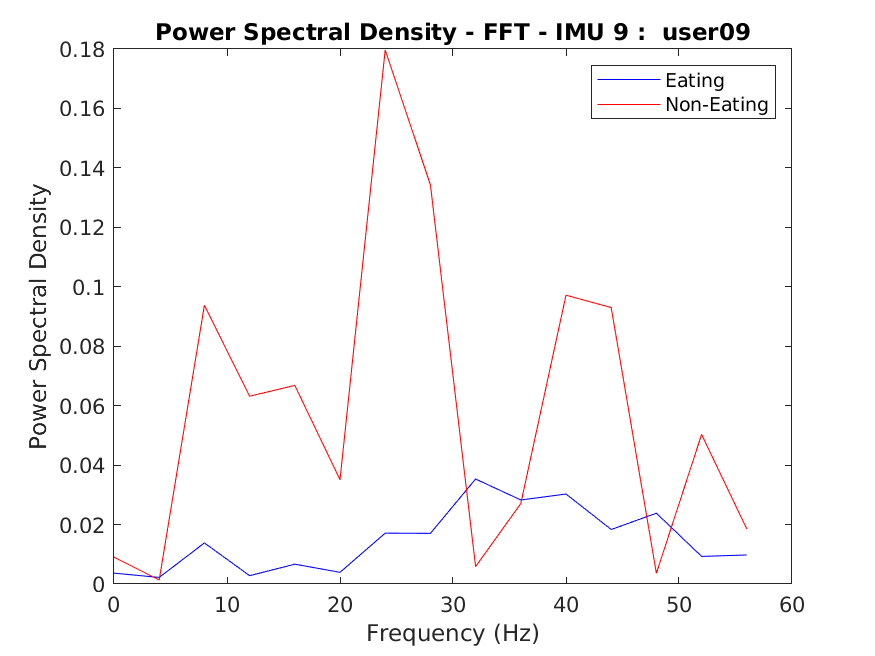 Power Spectral Density - FFT - IMU 9 :  user09
Eating
Non-Eating
Power Spectral Density
0.18
0.16
0.14
0.12
0.1
0.08
0.06
0.04
0.02
0
0 10 20 30 40 50 60
Frequency (Hz)